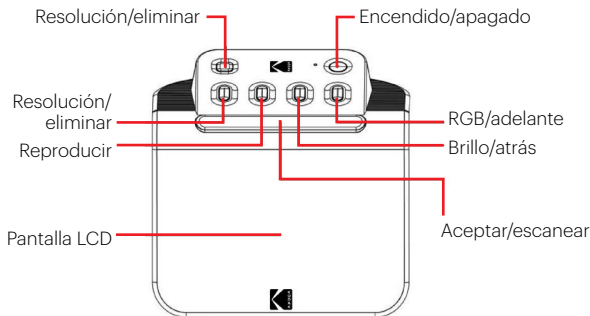 Resolución/eliminar
Encendido/apagado
Resolución/
eliminar
RGB/adelante
Reproducir
Brillo/atrás
Pantalla LCD
Aceptar/escanear